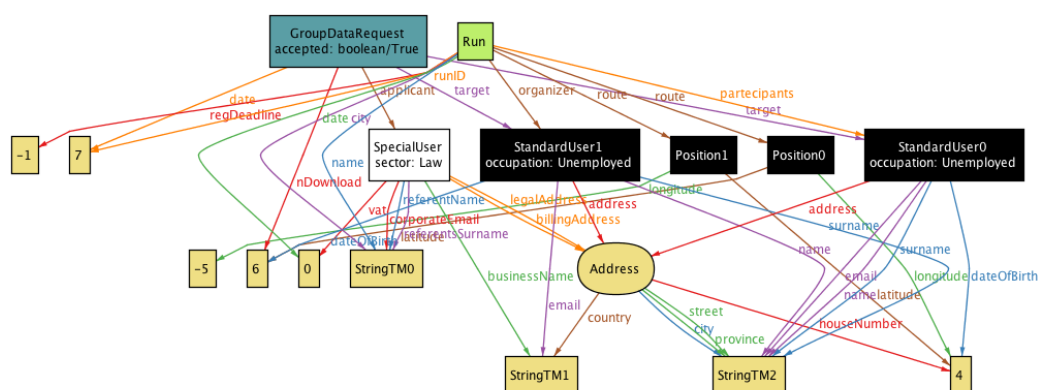 GroupDataRequest
accepted: boolean/True
Run
runID
applicant
target
organizer
route
route
partecipants
target
date
reqDeadline
date
city
-1
7
SpecialUser
sector: Law
StandardUser1
occupation: Unemployed
Position1
Position0
StandardUser0
occupation: Unemployed
name
nDownload
vat
referentName
corporateEmail
legalAddress
billingAddress
address
longitude
address
dateOfBirth
latitude
referentsSurname
name
surname
surname
-5
6
0
StringTM0
businessName
Address
email
longitude
dateOfBirth
name
latitude
email
country
street
city
province
houseNumber
StringTM1
StringTM2
4